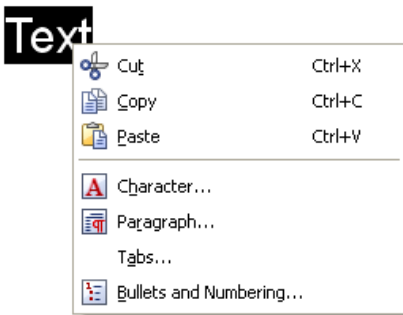 Text
Cut Ctrl+X
Copy Ctrl+C
Paste Ctrl+V
Character...
Paragraph...
Tabs...
Bullets and Numbering...